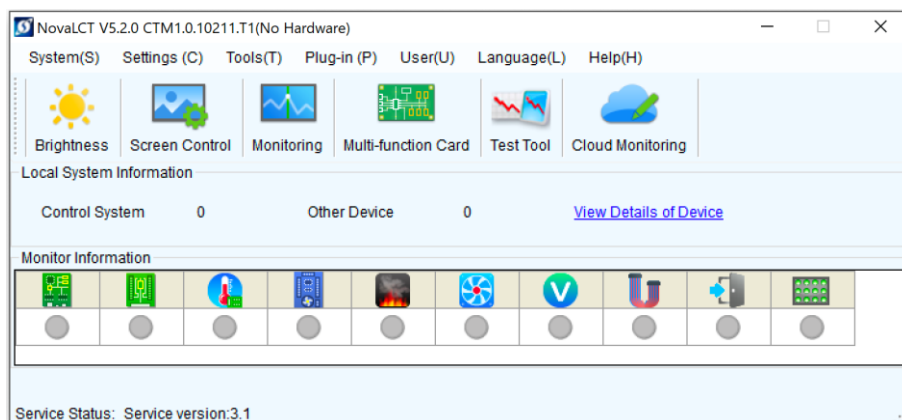 NovaLCT V5.2.0 CTM1.0.10211.T1(No Hardware)
System(S) Settings (C) Tools(T) Plug-in (P) User(U) Language(L) Help(H)
Brightness Screen Control Monitoring Multi-function Card Test Tool Cloud Monitoring
Local System Information
Control System 0 Other Device 0 View Details of Device
Monitor Information
V
Service Status: Service version:3.1